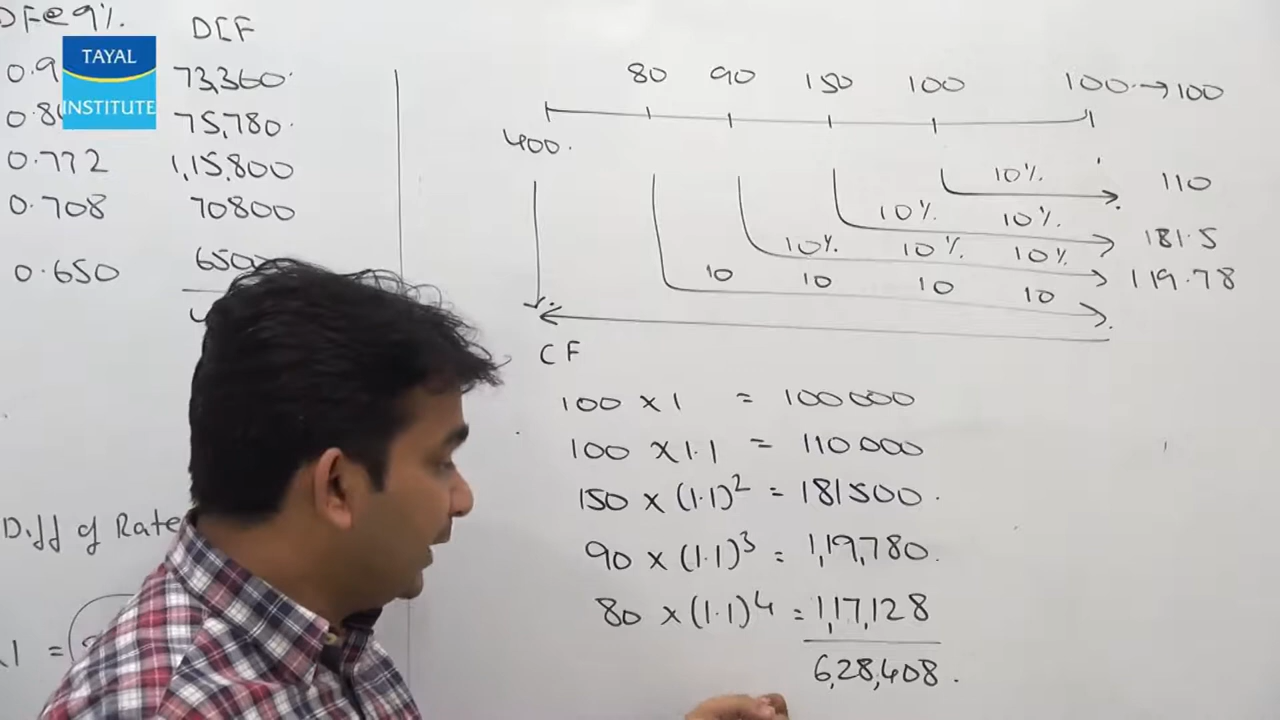 DF@9%. DCF
0.9 73,360
0.8 75,780
0.772 1,15,800
0.708 70800
0.650 6500
TAYAL
INSTITUTE
80 90 150 100 100→100
400.
10% 110
10% 10% 181.5
10% 10% 10% 119.78
10 10 10 10
CF
100 x 1 = 100000
100 x 1.1 = 110000
150 x (1.1)² = 181500.
90 x (1.1)³ = 1,19,780.
80 x (1.1)⁴ = 1,17,128
6,28,408.
Diff of Rate
1 =